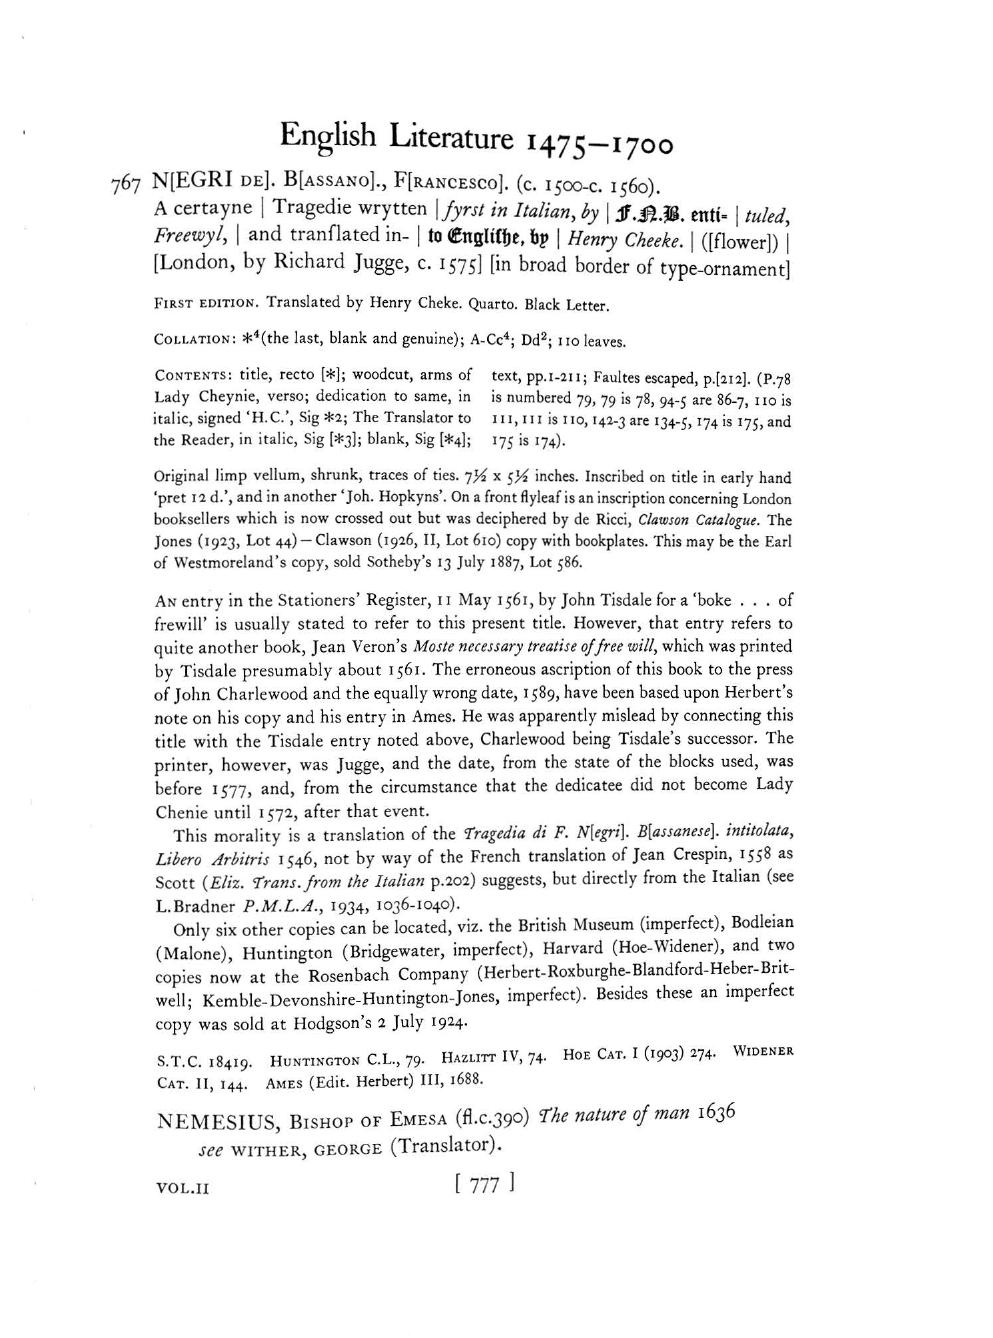 English Literature 1475–1700
767 N[EGRI DE]. B[ASSANO]., F[RANCESCO]. (c. 1500-c. 1560).
A certayne | Tragedie wrytten | fyrst in Italian, by | F.N.B. enti= | tuled,
Freewyl, | and tranſlated in- | to Engliſhe, by | Henry Cheeke. | ([flower]) |
[London, by Richard Jugge, c. 1575] [in broad border of type-ornament]
FIRST EDITION. Translated by Henry Cheke. Quarto. Black Letter.
COLLATION: *⁴(the last, blank and genuine); A-Cc⁴; Dd²; 110 leaves.
CONTENTS: title, recto [*]; woodcut, arms of
Lady Cheynie, verso; dedication to same, in
italic, signed 'H.C.', Sig *2; The Translator to
the Reader, in italic, Sig [*3]; blank, Sig [*4];
text, pp.1-211; Faultes escaped, p.[212]. (P.78
is numbered 79, 79 is 78, 94-5 are 86-7, 110 is
111, 111 is 110, 142-3 are 134-5, 174 is 175, and
175 is 174).
Original limp vellum, shrunk, traces of ties. 7½ x 5½ inches. Inscribed on title in early hand
'pret 12 d.', and in another 'Joh. Hopkyns'. On a front flyleaf is an inscription concerning London
booksellers which is now crossed out but was deciphered by de Ricci, Clawson Catalogue. The
Jones (1923, Lot 44) — Clawson (1926, II, Lot 610) copy with bookplates. This may be the Earl
of Westmoreland's copy, sold Sotheby's 13 July 1887, Lot 586.
AN entry in the Stationers' Register, 11 May 1561, by John Tisdale for a 'boke . . . of
frewill' is usually stated to refer to this present title. However, that entry refers to
quite another book, Jean Veron's Moste necessary treatise of free will, which was printed
by Tisdale presumably about 1561. The erroneous ascription of this book to the press
of John Charlewood and the equally wrong date, 1589, have been based upon Herbert's
note on his copy and his entry in Ames. He was apparently mislead by connecting this
title with the Tisdale entry noted above, Charlewood being Tisdale's successor. The
printer, however, was Jugge, and the date, from the state of the blocks used, was
before 1577, and, from the circumstance that the dedicatee did not become Lady
Chenie until 1572, after that event.
This morality is a translation of the Tragedia di F. N[egri]. B[assanese]. intitolata,
Libero Arbitris 1546, not by way of the French translation of Jean Crespin, 1558 as
Scott (Eliz. Trans. from the Italian p.202) suggests, but directly from the Italian (see
L.Bradner P.M.L.A., 1934, 1036-1040).
Only six other copies can be located, viz. the British Museum (imperfect), Bodleian
(Malone), Huntington (Bridgewater, imperfect), Harvard (Hoe-Widener), and two
copies now at the Rosenbach Company (Herbert-Roxburghe-Blandford-Heber-Brit-
well; Kemble-Devonshire-Huntington-Jones, imperfect). Besides these an imperfect
copy was sold at Hodgson's 2 July 1924.
S.T.C. 18419. HUNTINGTON C.L., 79. HAZLITT IV, 74. HOE CAT. I (1903) 274. WIDENER
CAT. II, 144. AMES (Edit. Herbert) III, 1688.
NEMESIUS, BISHOP OF EMESA (fl.c.390) The nature of man 1636
see WITHER, GEORGE (Translator).
VOL.II
[ 777 ]